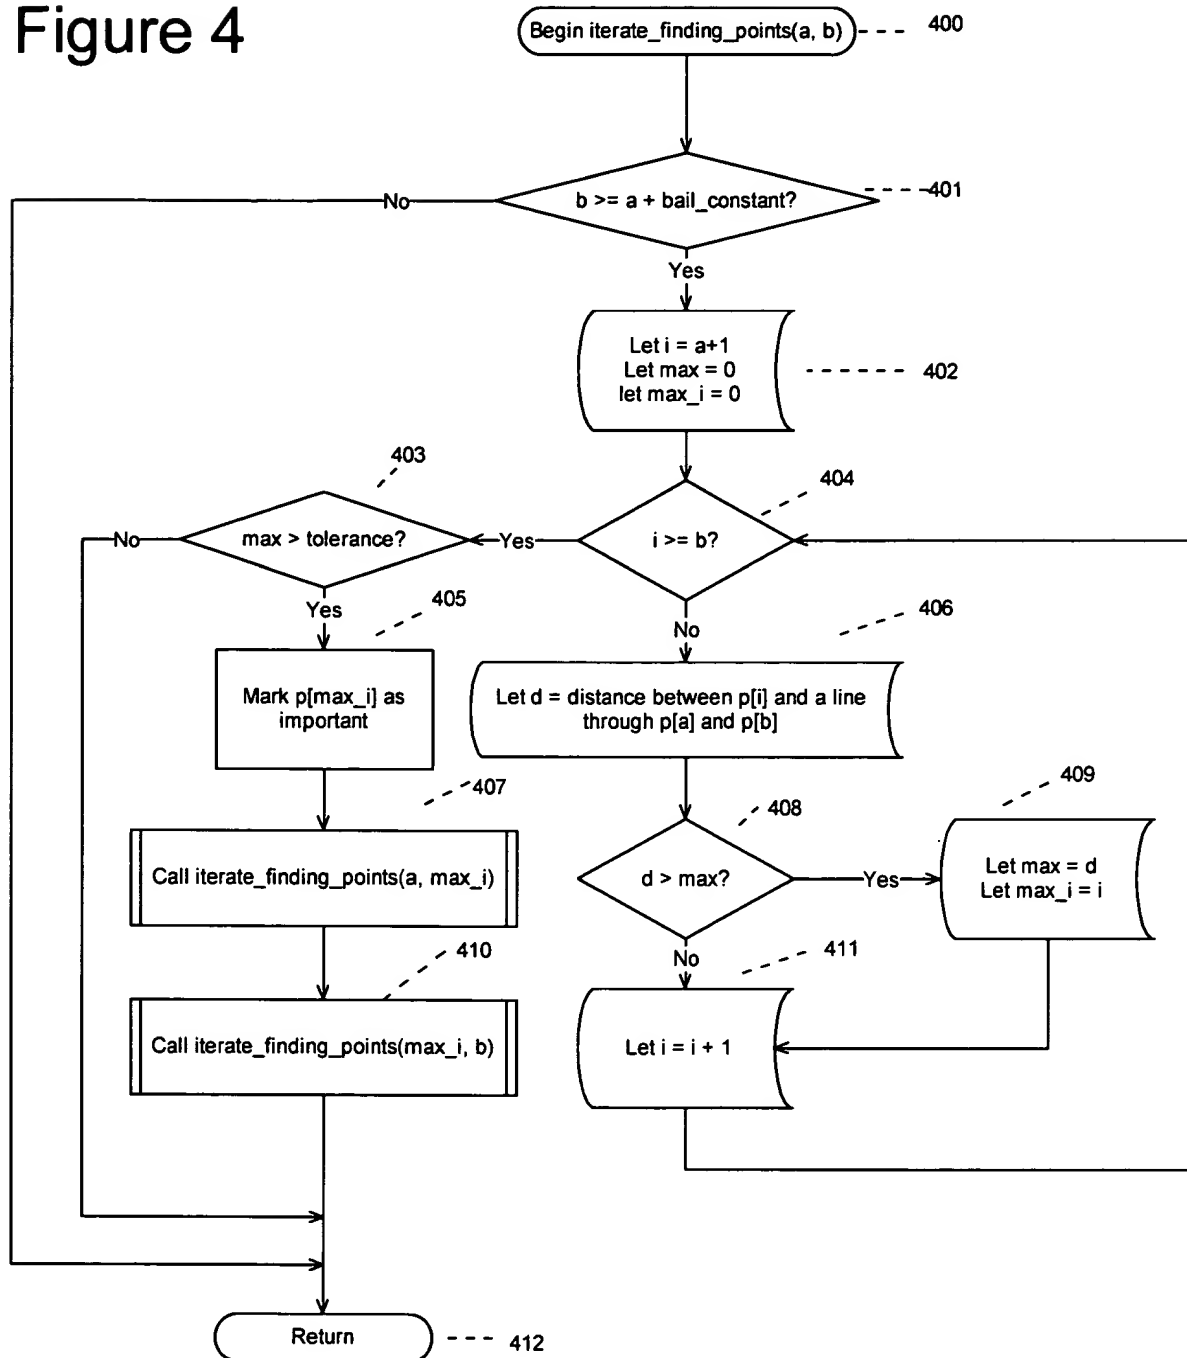 Figure 4
Begin iterate_finding_points(a, b)
400
b >= a + bail_constant?
401
No
Yes
Let i = a+1
Let max = 0
let max_i = 0
402
403
404
max > tolerance?
No
Yes
i >= b?
Yes
405
No
406
Mark p[max_i] as
important
Let d = distance between p[i] and a line
through p[a] and p[b]
407
408
409
Call iterate_finding_points(a, max_i)
d > max?
Yes
Let max = d
Let max_i = i
410
No
411
Call iterate_finding_points(max_i, b)
Let i = i + 1
Return
412